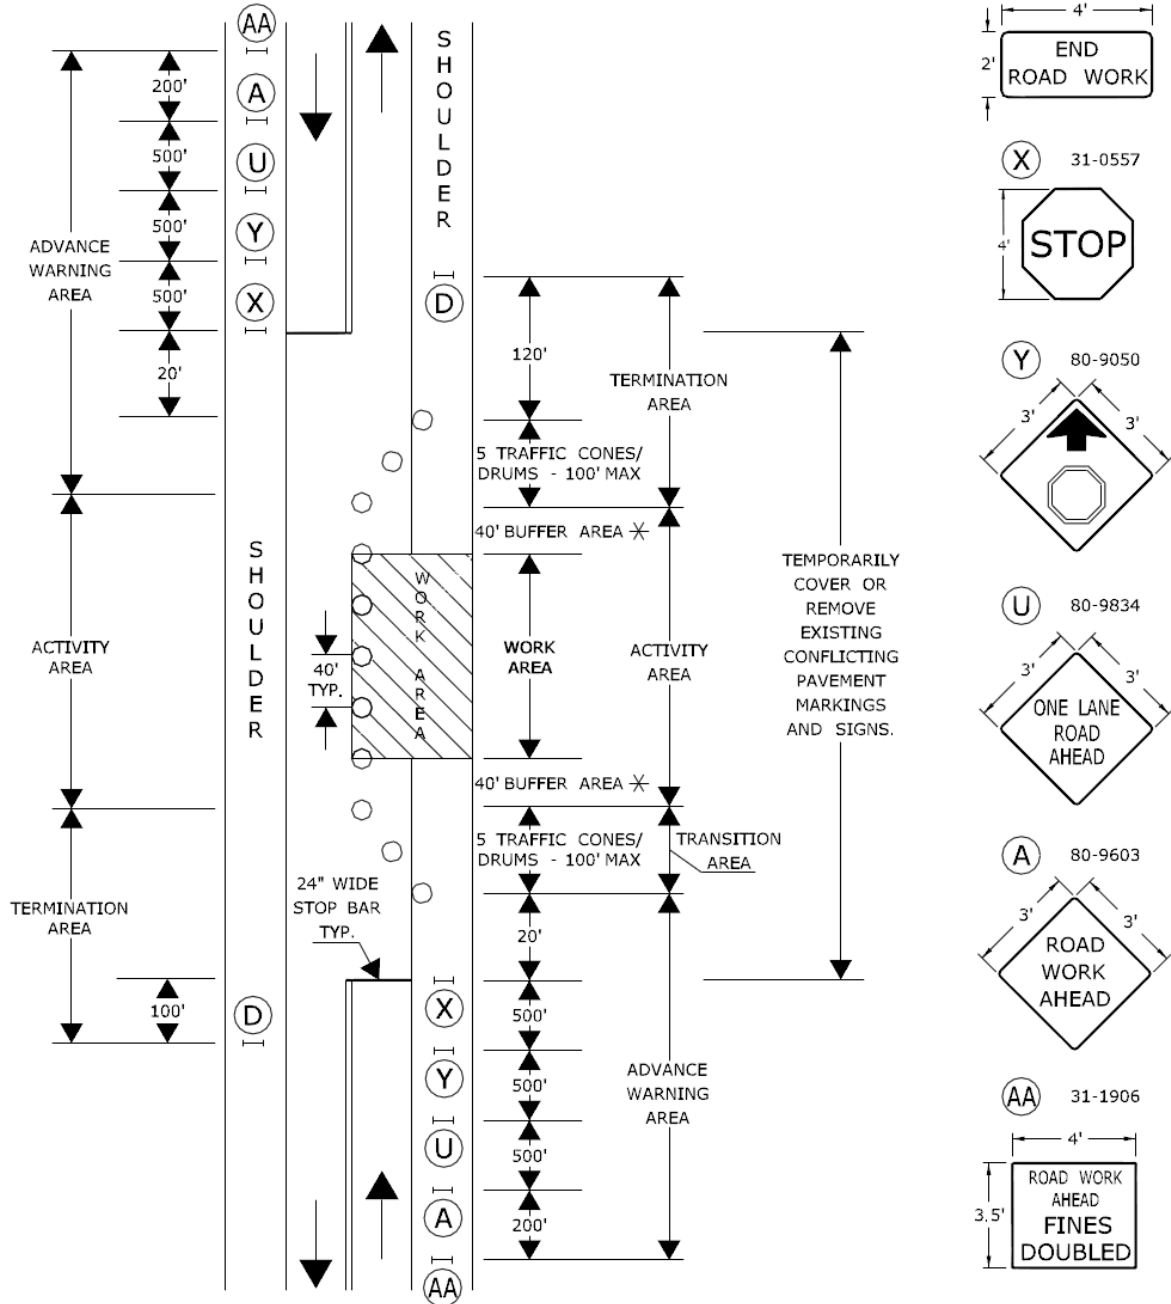 AA
200'
A
500'
U
500'
Y
500'
X
20'
ADVANCE
WARNING
AREA
SHOULDER
D
120'
TERMINATION
AREA
5 TRAFFIC CONES/
DRUMS - 100' MAX
40' BUFFER AREA *
SHOULDER
ACTIVITY
AREA
40'
TYP.
WORK AREA
WORK
AREA
ACTIVITY
AREA
TEMPORARILY
COVER OR
REMOVE
EXISTING
CONFLICTING
PAVEMENT
MARKINGS
AND SIGNS.
40' BUFFER AREA *
5 TRAFFIC CONES/
DRUMS - 100' MAX
TRANSITION
AREA
24" WIDE
STOP BAR
TYP.
TERMINATION
AREA
20'
100'
D
X
500'
Y
500'
U
500'
A
200'
AA
ADVANCE
WARNING
AREA
4'
2'
END
ROAD WORK
X 31-0557
4'
STOP
Y 80-9050
3' 3'
U 80-9834
3' 3'
ONE LANE
ROAD
AHEAD
A 80-9603
3' 3'
ROAD
WORK
AHEAD
AA 31-1906
4'
3.5'
ROAD WORK
AHEAD
FINES
DOUBLED